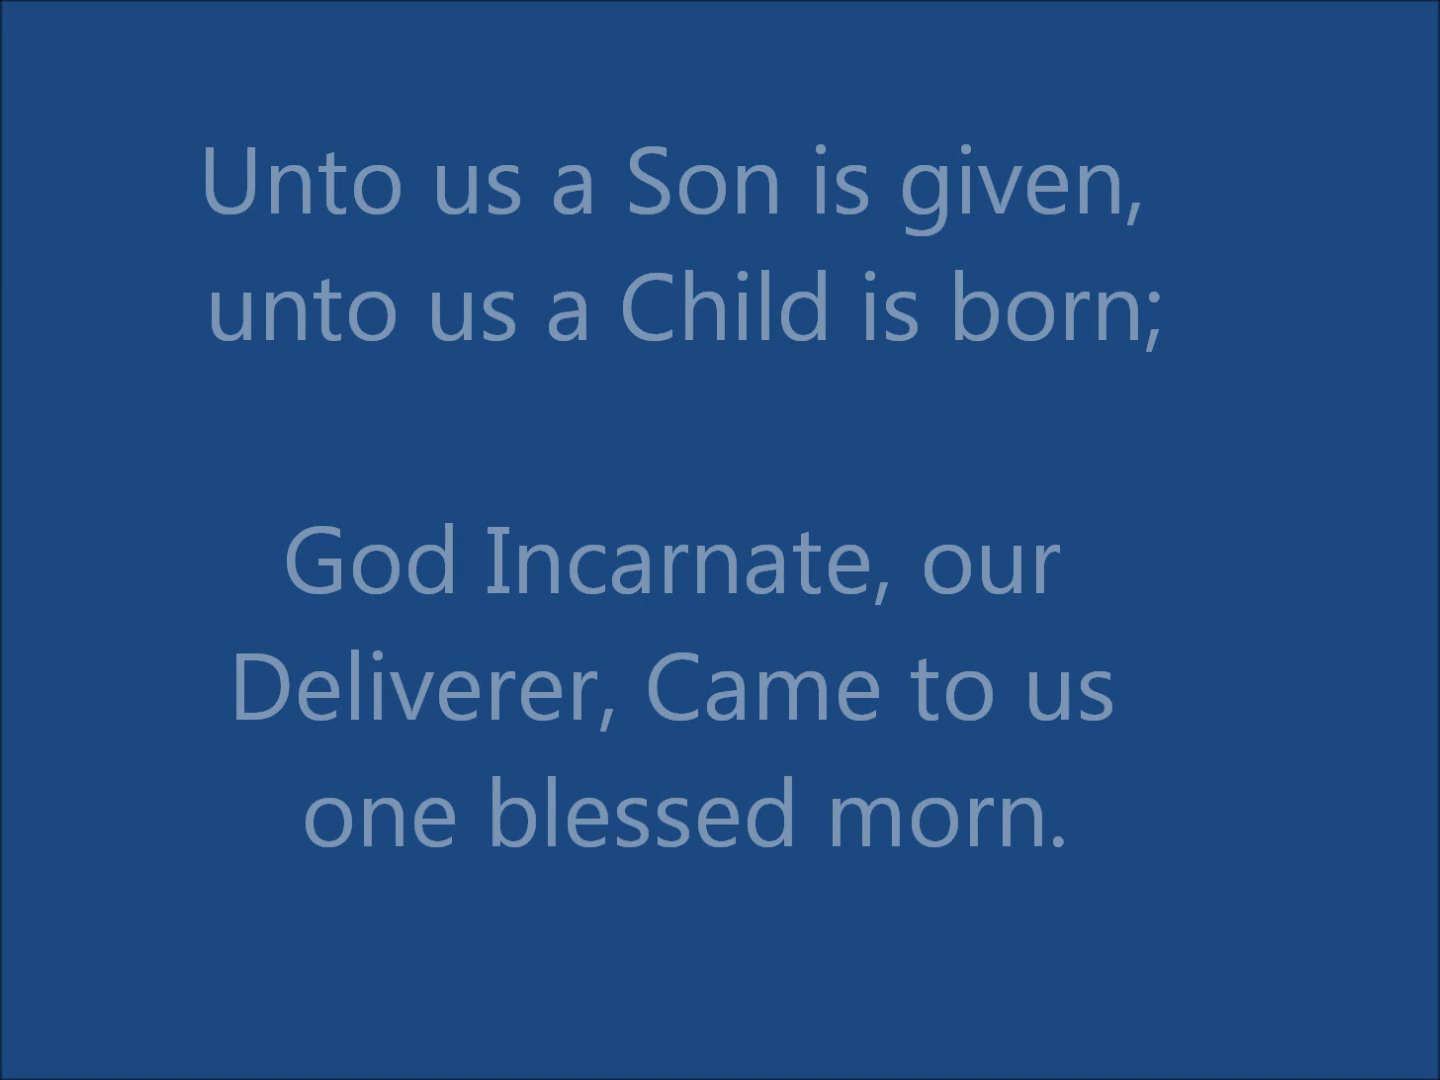 Unto us a Son is given,
unto us a Child is born;
God Incarnate, our
Deliverer, Came to us
one blessed morn.